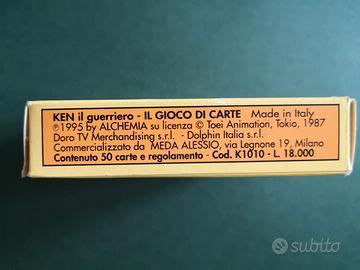 KEN il guerriero - IL GIOCO DI CARTE Made in Italy
℗1995 by ALCHEMIA su licenza © Toei Animation, Tokio, 1987
Doro TV Merchandising s.r.l. - Dolphin Italia s.r.l.
Commercializzato da MEDA ALESSIO, via Legnone 19, Milano
Contenuto 50 carte e regolamento - Cod. K1010 - L. 18.000
subito